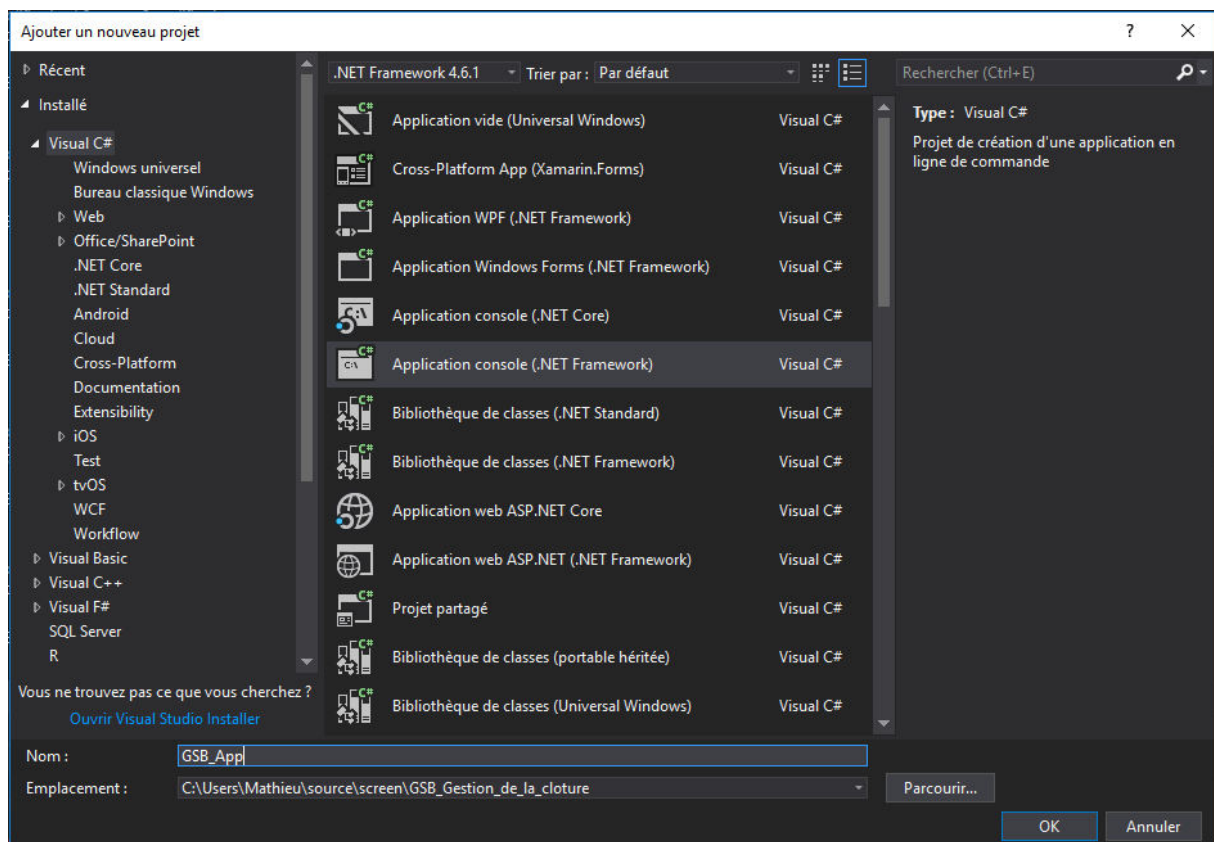 Ajouter un nouveau projet
?
Récent
Installé
Visual C#
Windows universel
Bureau classique Windows
Web
Office/SharePoint
.NET Core
.NET Standard
Android
Cloud
Cross-Platform
Documentation
Extensibility
iOS
Test
tvOS
WCF
Workflow
Visual Basic
Visual C++
Visual F#
SQL Server
R
Vous ne trouvez pas ce que vous cherchez ?
Ouvrir Visual Studio Installer
.NET Framework 4.6.1 Trier par : Par défaut
Application vide (Universal Windows) Visual C#
Cross-Platform App (Xamarin.Forms) Visual C#
Application WPF (.NET Framework) Visual C#
Application Windows Forms (.NET Framework) Visual C#
Application console (.NET Core) Visual C#
Application console (.NET Framework) Visual C#
Bibliothèque de classes (.NET Standard) Visual C#
Bibliothèque de classes (.NET Framework) Visual C#
Application web ASP.NET Core Visual C#
Application web ASP.NET (.NET Framework) Visual C#
Projet partagé Visual C#
Bibliothèque de classes (portable héritée) Visual C#
Bibliothèque de classes (Universal Windows) Visual C#
Rechercher (Ctrl+E)
Type : Visual C#
Projet de création d'une application en
ligne de commande
Nom : GSB_App
Emplacement : C:\Users\Mathieu\source\screen\GSB_Gestion_de_la_cloture Parcourir...
OK Annuler